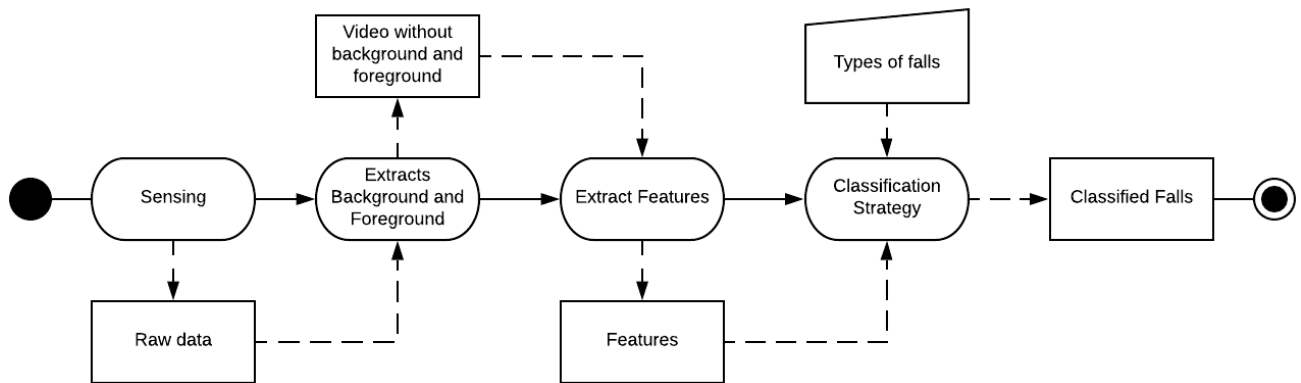 Video without
background and
foreground
Types of falls
Sensing
Extracts
Background and
Foreground
Extract Features
Classification
Strategy
Classified Falls
Raw data
Features